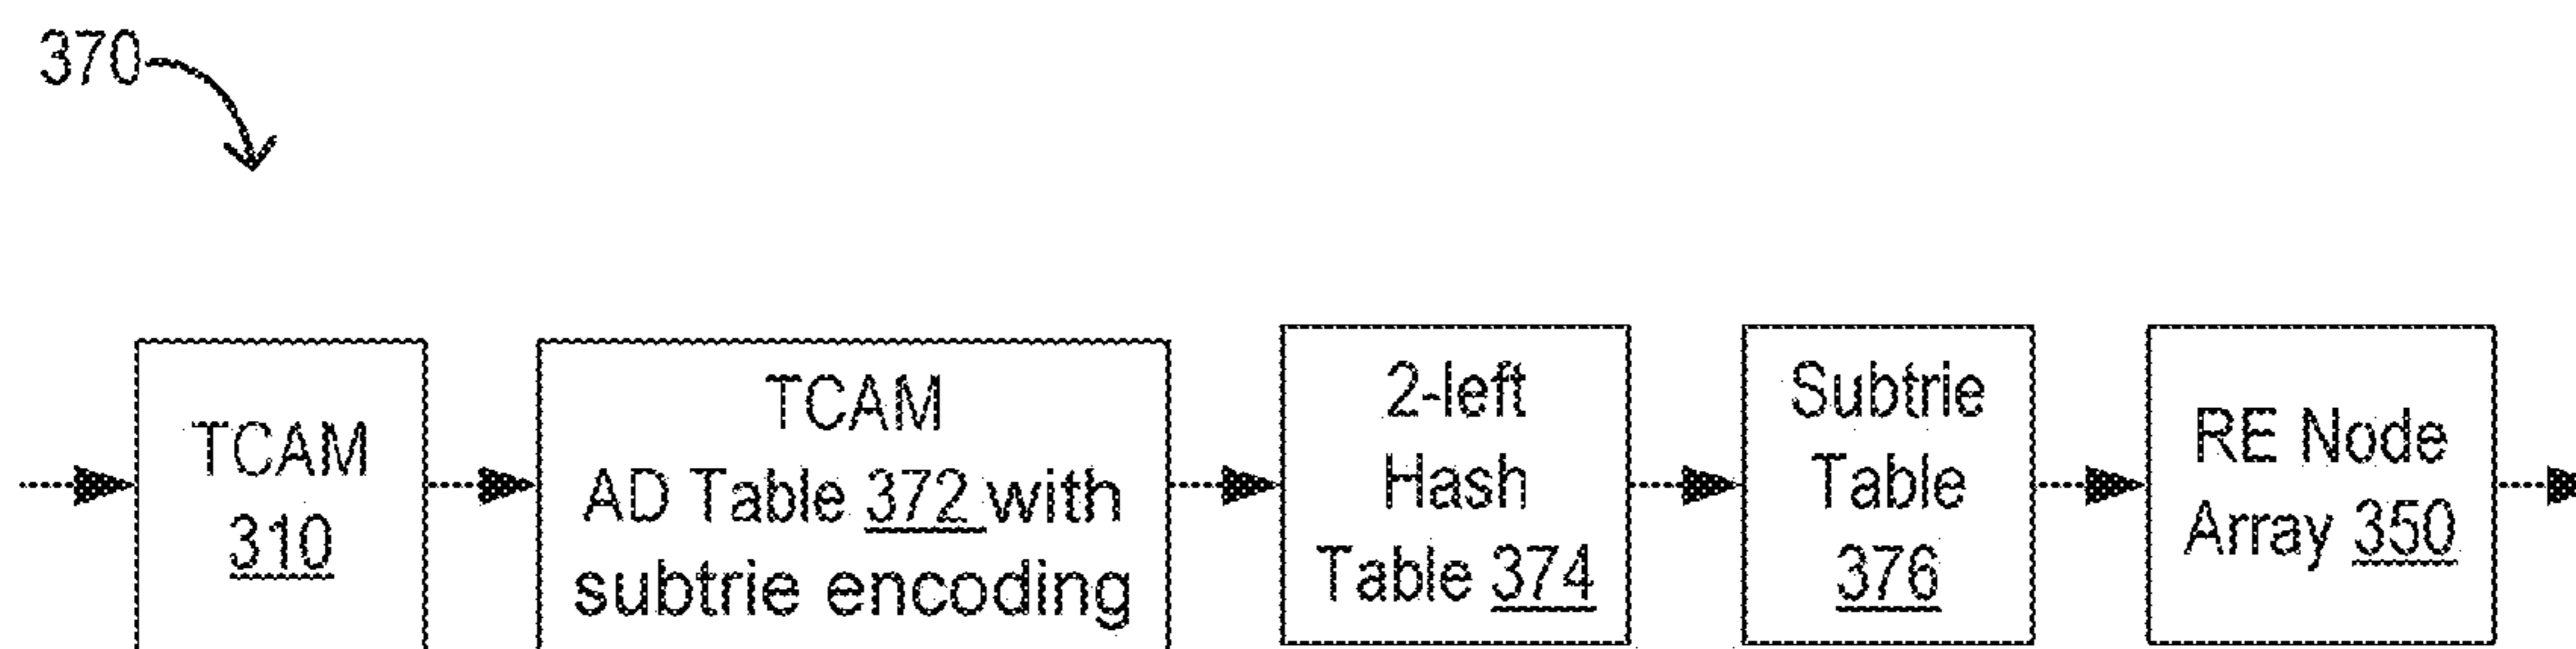 370
TCAM
310
TCAM
AD Table 372 with
subtrie encoding
2-left
Hash
Table 374
Subtrie
Table
376
RE Node
Array 350